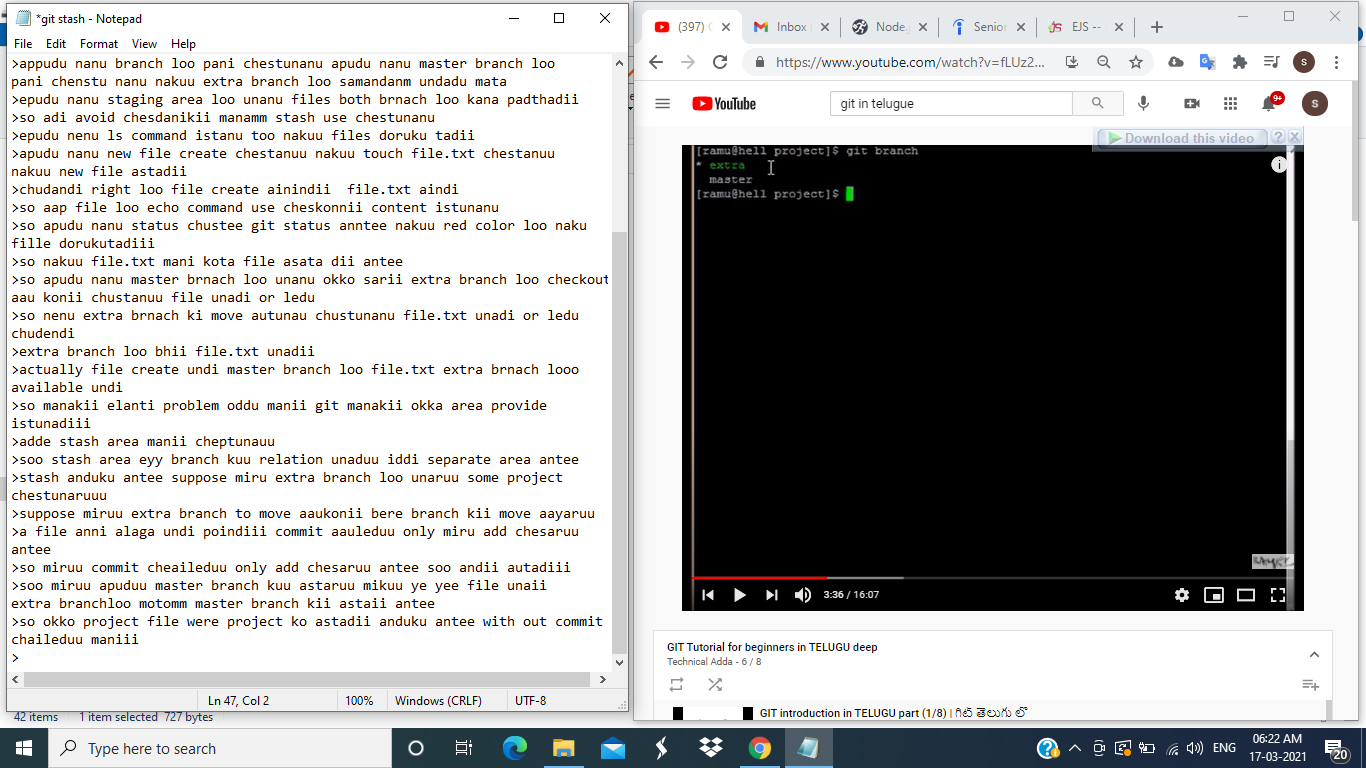 *git stash - Notepad
File Edit Format View Help
>appudu nanu branch loo pani chestunanu apudu nanu master branch loo
pani chenstu nanu nakuu extra branch loo samandanm undadu mata
>epudu nanu staging area loo unanu files both brnach loo kana padthadii
>so adi avoid chesdanikii manamm stash use chestunanu
>epudu nenu ls command istanu too nakuu files doruku tadii
>apudu nanu new file create chestanuu nakuu touch file.txt chestanuu
nakuu new file astadii
>chudandi right loo file create ainindii  file.txt aindi
>so aap file loo echo command use cheskonnii content istunanu
>so apudu nanu status chustee git status anntee nakuu red color loo naku
fille dorukutadiii
>so nakuu file.txt mani kota file asata dii antee
>so apudu nanu master brnach loo unanu okko sarii extra branch loo checkout
aau konii chustanuu file unadi or ledu
>so nenu extra brnach ki move autunau chustunanu file.txt unadi or ledu
chudendi
>extra branch loo bhii file.txt unadii
>actually file create undi master branch loo file.txt extra brnach looo
available undi
>so manakii elanti problem oddu manii git manakii okka area provide
istunadiii
>adde stash area manii cheptunauu
>soo stash area eyy branch kuu relation unaduu iddi separate area antee
>stash anduku antee suppose miru extra branch loo unaruu some project
chestunaruuu
>suppose miruu extra branch to move aaukonii bere branch kii move aayaruu
>a file anni alaga undi poindiii commit aauleduu only miru add chesaruu
antee
>so miruu commit cheaileduu only add chesaruu antee soo andii autadiii
>soo miruu apuduu master branch kuu astaruu mikuu ye yee file unaii
extra branchloo motomm master branch kii astaii antee
>so okko project file were project ko astadii anduku antee with out commit
chaileduu maniii
>
Ln 47, Col 2 100% Windows (CRLF) UTF-8
42 items 1 item selected 727 bytes
(397) Inbox Node. Senior EJS --
https://www.youtube.com/watch?v=fLUz2... S
YouTube git in telugue 9+ S
Download this video ? X
[ramu@hell project]$ git branch
* extra
master
[ramu@hell project]$
3:36 / 16:07
GIT Tutorial for beginners in TELUGU deep
Technical Adda - 6 / 8
GIT introduction in TELUGU part (1/8) | గిట్ తెలుగు లో
Type here to search
ENG
06:22 AM
17-03-2021
20